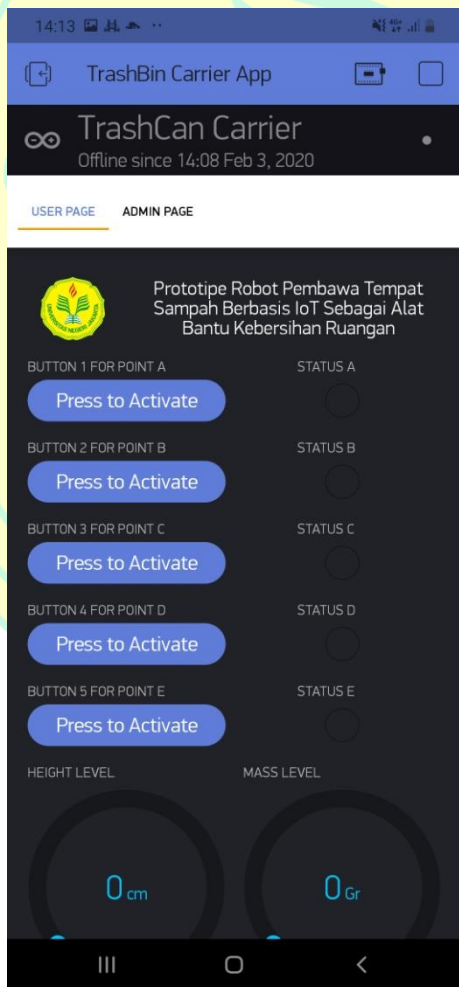 14:13
4G+
TrashBin Carrier App
TrashCan Carrier
Offline since 14:08 Feb 3, 2020
USER PAGE ADMIN PAGE
Prototipe Robot Pembawa Tempat
Sampah Berbasis IoT Sebagai Alat
Bantu Kebersihan Ruangan
BUTTON 1 FOR POINT A STATUS A
Press to Activate
BUTTON 2 FOR POINT B STATUS B
Press to Activate
BUTTON 3 FOR POINT C STATUS C
Press to Activate
BUTTON 4 FOR POINT D STATUS D
Press to Activate
BUTTON 5 FOR POINT E STATUS E
Press to Activate
HEIGHT LEVEL MASS LEVEL
0 cm 0 Gr